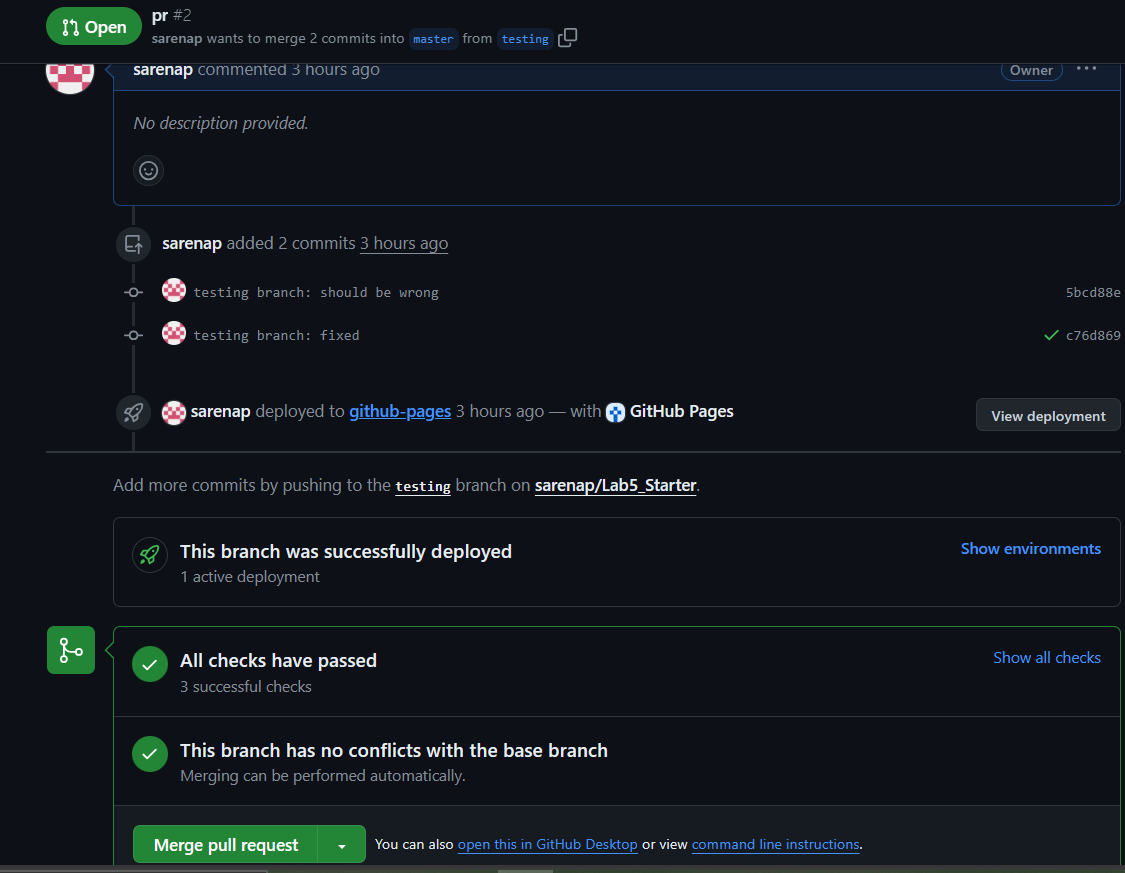 Open
pr #2
sarenap wants to merge 2 commits into master from testing
sarenap commented 3 hours ago
Owner
No description provided.
sarenap added 2 commits 3 hours ago
testing branch: should be wrong
5bcd88e
testing branch: fixed
c76d869
sarenap deployed to github-pages 3 hours ago — with GitHub Pages
View deployment
Add more commits by pushing to the testing branch on sarenap/Lab5_Starter.
This branch was successfully deployed
Show environments
1 active deployment
All checks have passed
Show all checks
3 successful checks
This branch has no conflicts with the base branch
Merging can be performed automatically.
Merge pull request
You can also open this in GitHub Desktop or view command line instructions.